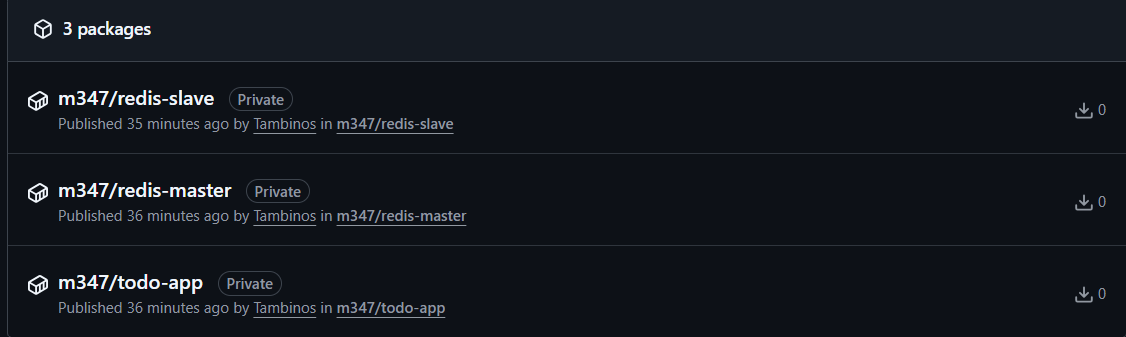 3 packages
m347/redis-slave Private
Published 35 minutes ago by Tambinos in m347/redis-slave
0
m347/redis-master Private
Published 36 minutes ago by Tambinos in m347/redis-master
0
m347/todo-app Private
Published 36 minutes ago by Tambinos in m347/todo-app
0